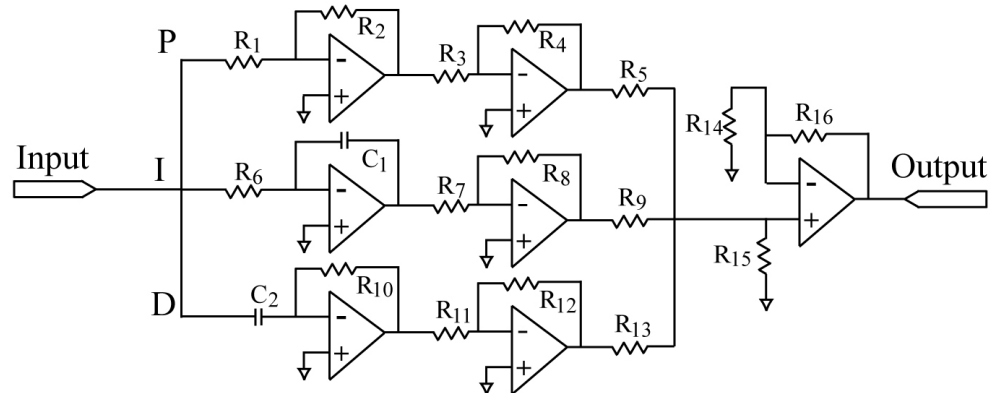 P
R1
R2
R3
R4
R5
-
+
-
+
Input
I
R6
C1
R7
R8
R9
-
+
-
+
R14
R16
-
+
R15
Output
D
C2
R10
R11
R12
R13
-
+
-
+